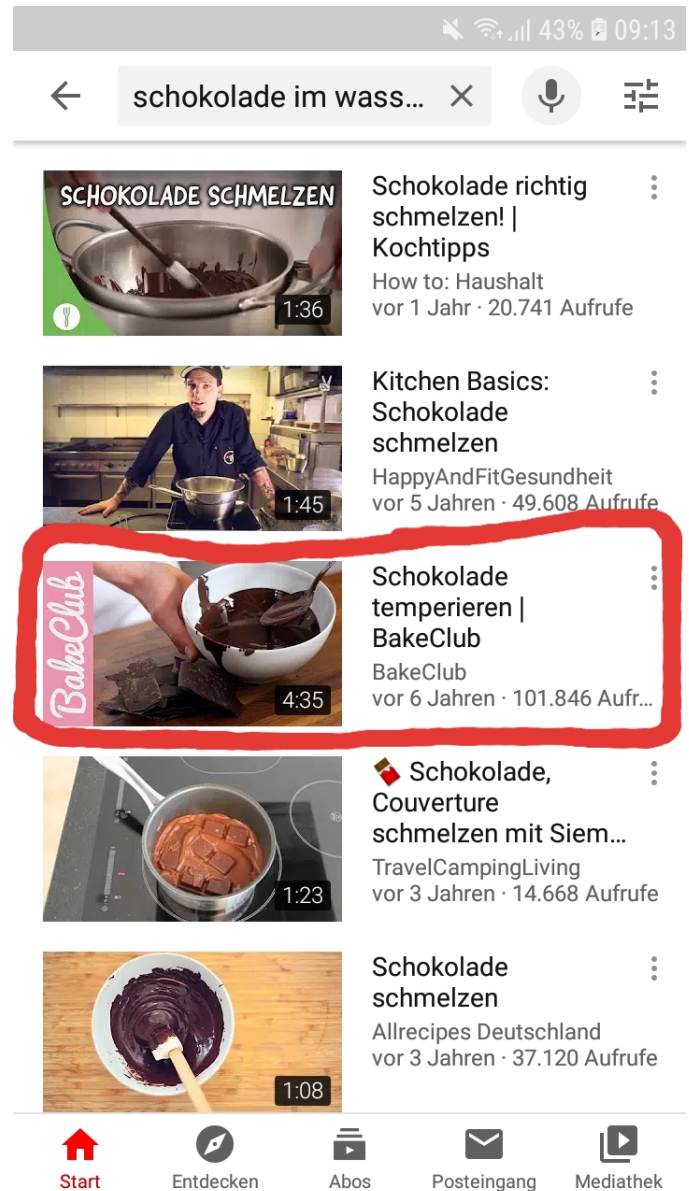 43% 09:13
schokolade im wass...
SCHOKOLADE SCHMELZEN
1:36
Schokolade richtig
schmelzen! |
Kochtipps
How to: Haushalt
vor 1 Jahr · 20.741 Aufrufe
1:45
Kitchen Basics:
Schokolade
schmelzen
HappyAndFitGesundheit
vor 5 Jahren · 49.608 Aufrufe
BakeClub
4:35
Schokolade
temperieren |
BakeClub
BakeClub
vor 6 Jahren · 101.846 Aufr...
1:23
Schokolade,
Couverture
schmelzen mit Siem...
TravelCampingLiving
vor 3 Jahren · 14.668 Aufrufe
1:08
Schokolade
schmelzen
Allrecipes Deutschland
vor 3 Jahren · 37.120 Aufrufe
Start Entdecken Abos Posteingang Mediathek